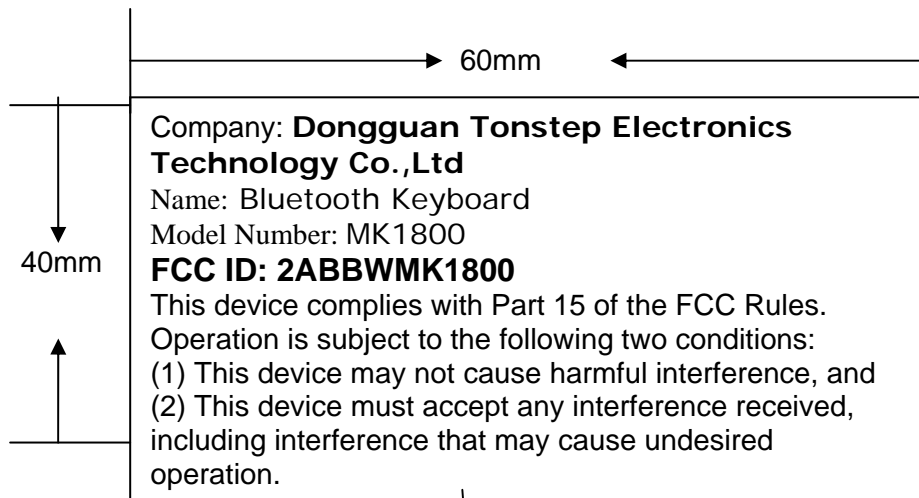 60mm
Company: Dongguan Tonstep Electronics
Technology Co.,Ltd
Name: Bluetooth Keyboard
Model Number: MK1800
40mm
FCC ID: 2ABBWMK1800
This device complies with Part 15 of the FCC Rules.
Operation is subject to the following two conditions:
(1) This device may not cause harmful interference, and
(2) This device must accept any interference received,
including interference that may cause undesired
operation.